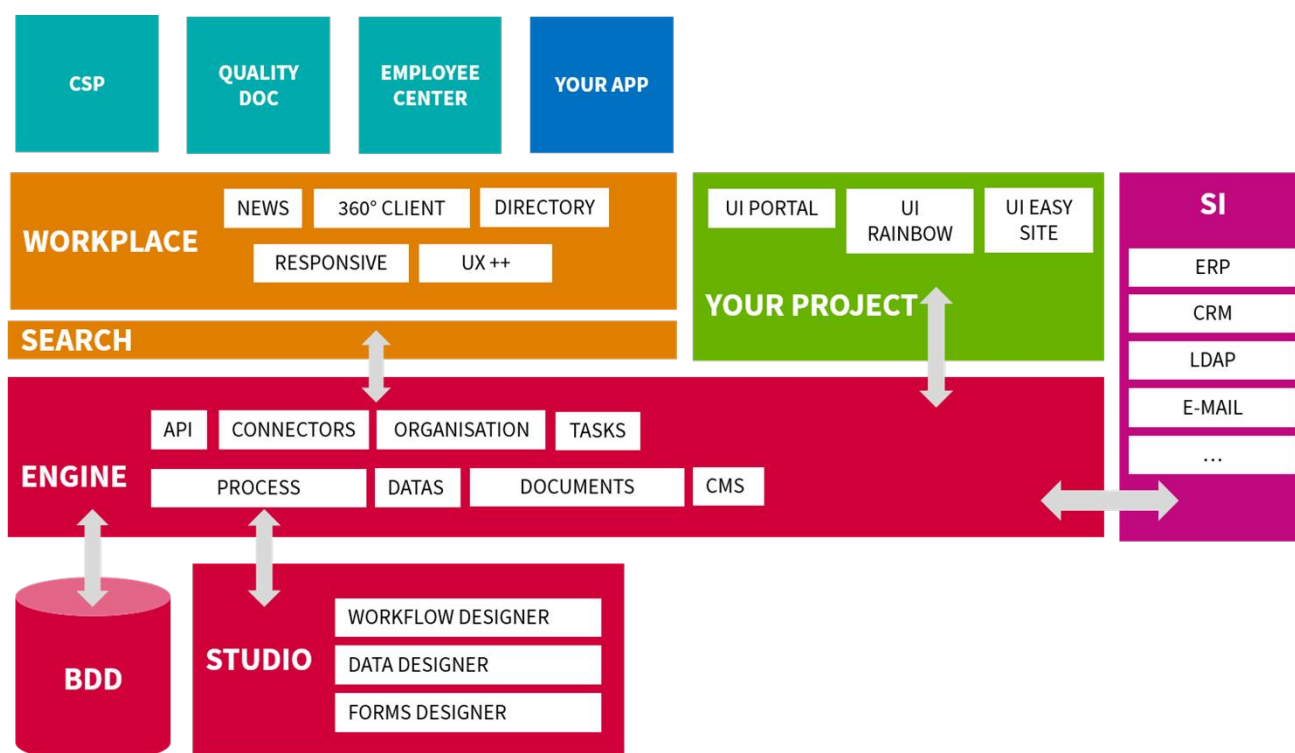 CSP
QUALITY
DOC
EMPLOYEE
CENTER
YOUR APP
WORKPLACE
NEWS
360° CLIENT
DIRECTORY
RESPONSIVE
UX ++
SEARCH
UI PORTAL
UI
RAINBOW
UI EASY
SITE
YOUR PROJECT
SI
ERP
CRM
LDAP
E-MAIL
...
ENGINE
API
CONNECTORS
ORGANISATION
TASKS
PROCESS
DATAS
DOCUMENTS
CMS
BDD
STUDIO
WORKFLOW DESIGNER
DATA DESIGNER
FORMS DESIGNER